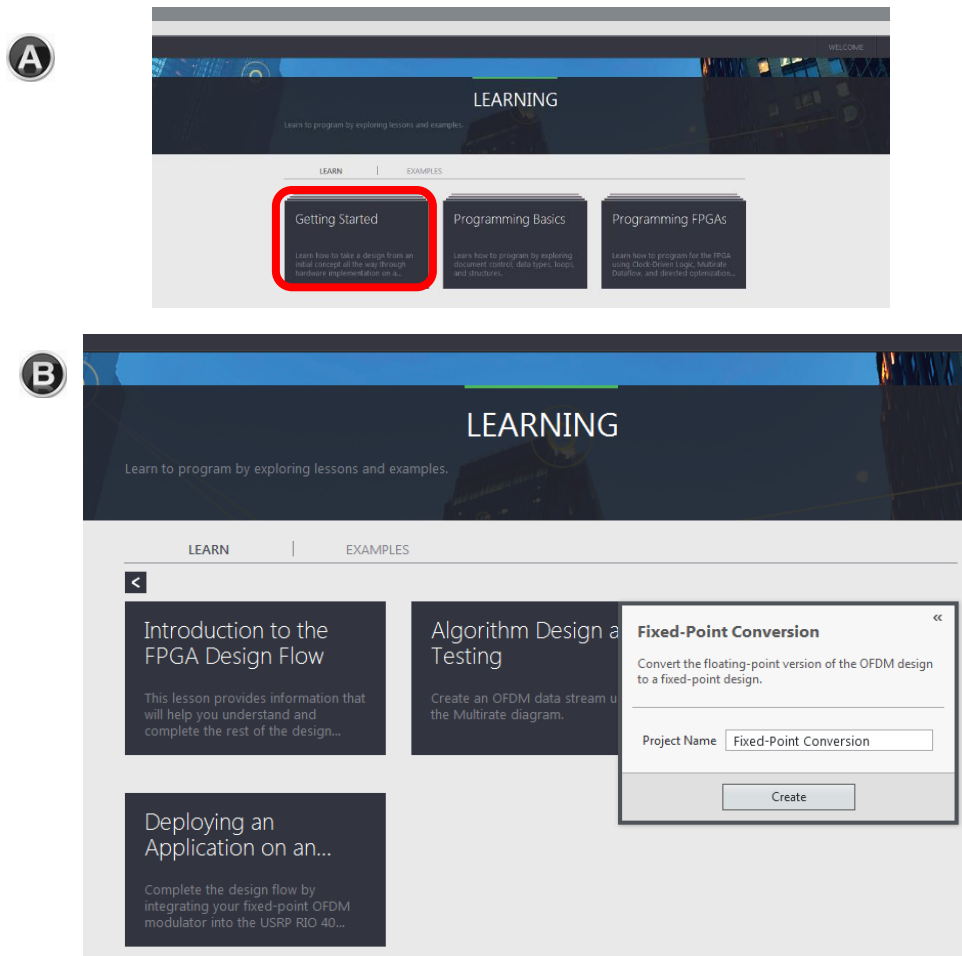 A
WELCOME
LEARNING
Learn to program by exploring lessons and examples.
LEARN | EXAMPLES
Getting Started
Learn how to take a design from an
initial concept all the way through
hardware implementation on a...
Programming Basics
Learn how to program by exploring
document control, data types, loops,
and structures.
Programming FPGAs
Learn how to program for the FPGA
using Clock-Driven Logic, Multirate
Dataflow, and directed optimization...
B
LEARNING
Learn to program by exploring lessons and examples.
LEARN | EXAMPLES
<
Introduction to the
FPGA Design Flow
This lesson provides information that
will help you understand and
complete the rest of the design...
Algorithm Design a
Testing
Create an OFDM data stream u
the Multirate diagram.
«
Fixed-Point Conversion
Convert the floating-point version of the OFDM design
to a fixed-point design.
Project Name Fixed-Point Conversion
Create
Deploying an
Application on an...
Complete the design flow by
integrating your fixed-point OFDM
modulator into the USRP RIO 40...